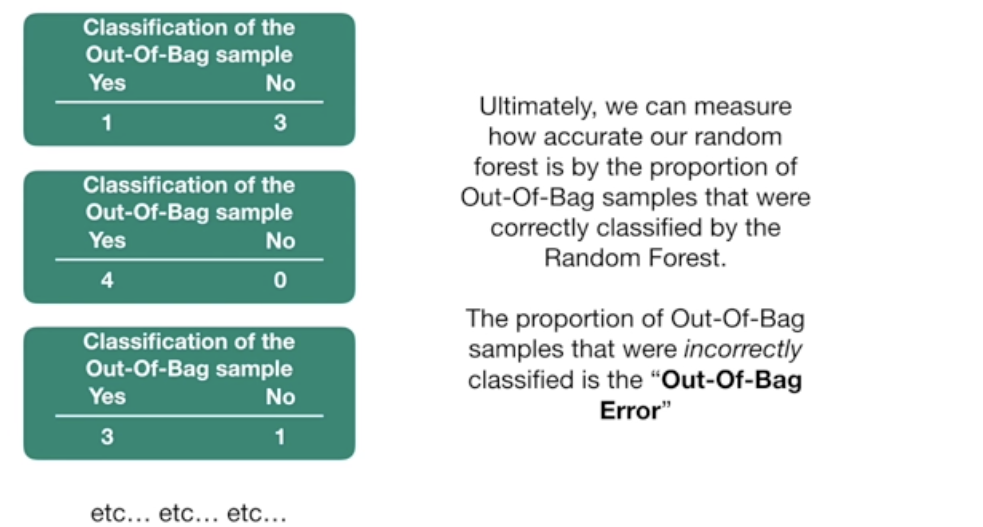 Classification of the
Out-Of-Bag sample
Yes No
1 3
Classification of the
Out-Of-Bag sample
Yes No
4 0
Classification of the
Out-Of-Bag sample
Yes No
3 1
etc... etc... etc...
Ultimately, we can measure
how accurate our random
forest is by the proportion of
Out-Of-Bag samples that were
correctly classified by the
Random Forest.
The proportion of Out-Of-Bag
samples that were incorrectly
classified is the “Out-Of-Bag
Error”